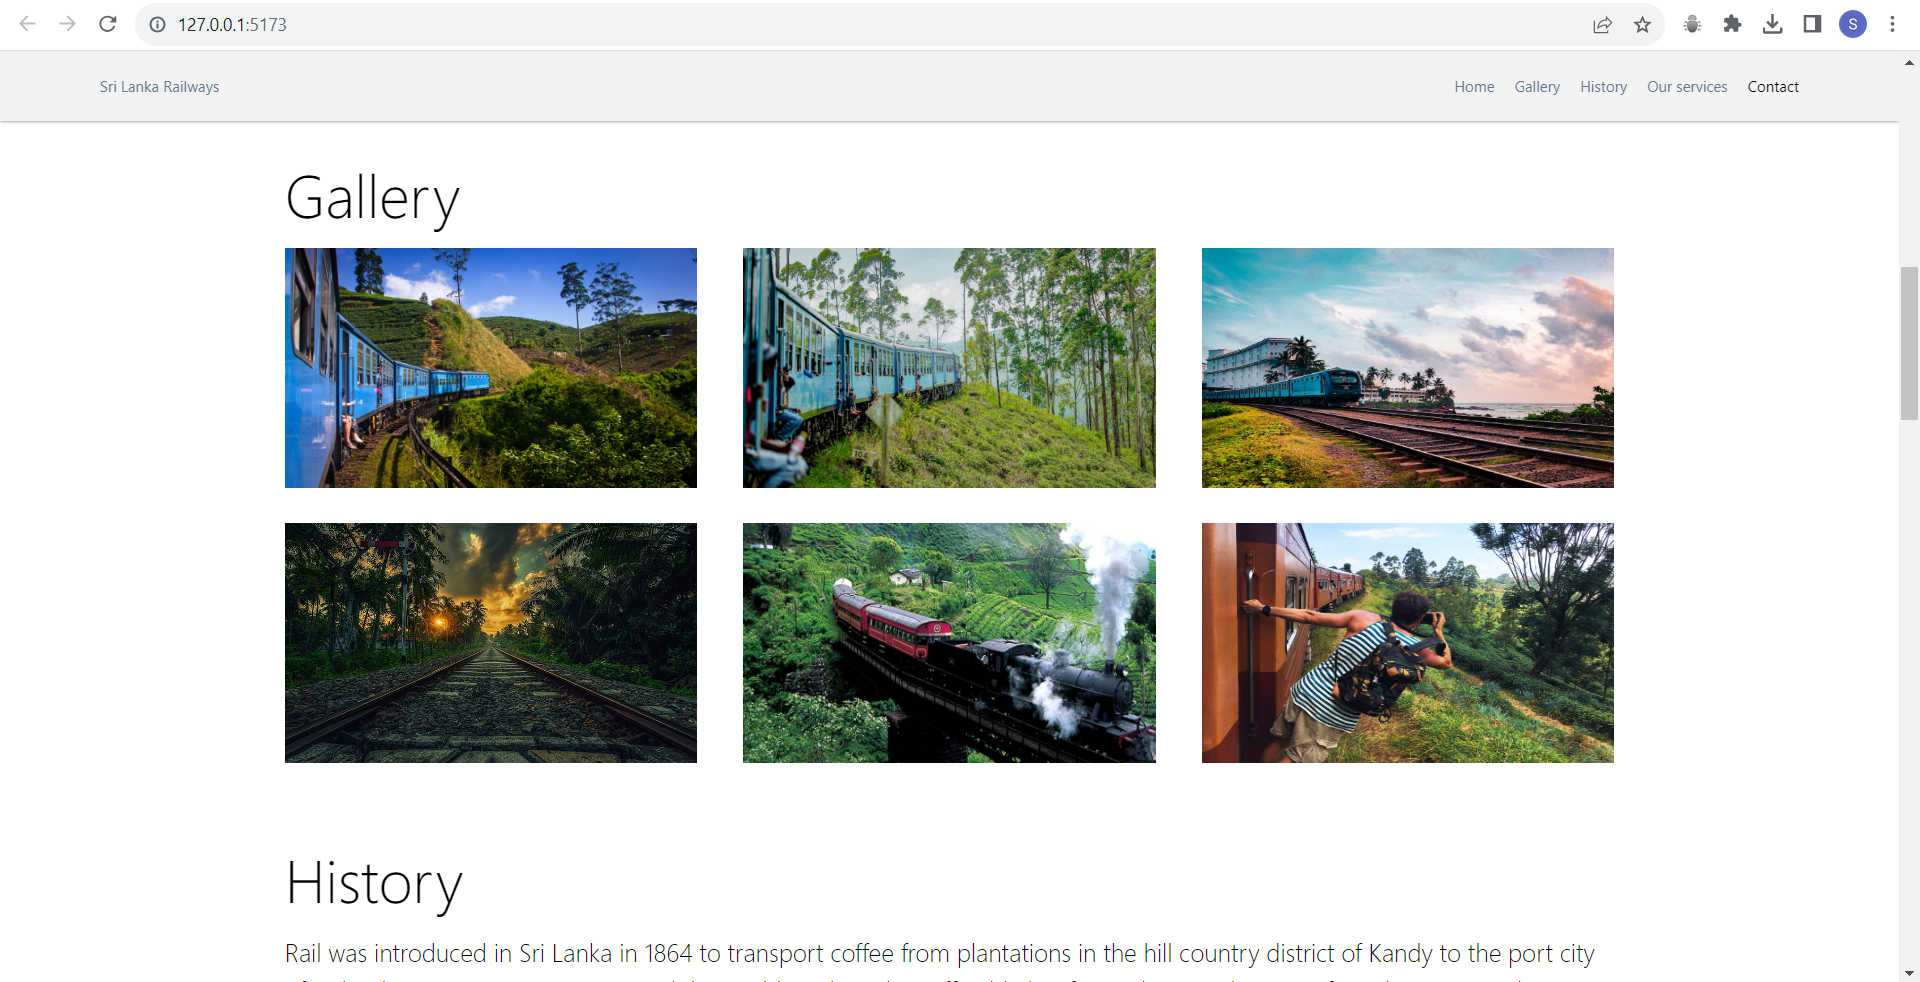 127.0.0.1:5173
S
Sri Lanka Railways
Home Gallery History Our services Contact
Gallery
104
History
Rail was introduced in Sri Lanka in 1864 to transport coffee from plantations in the hill country district of Kandy to the port city